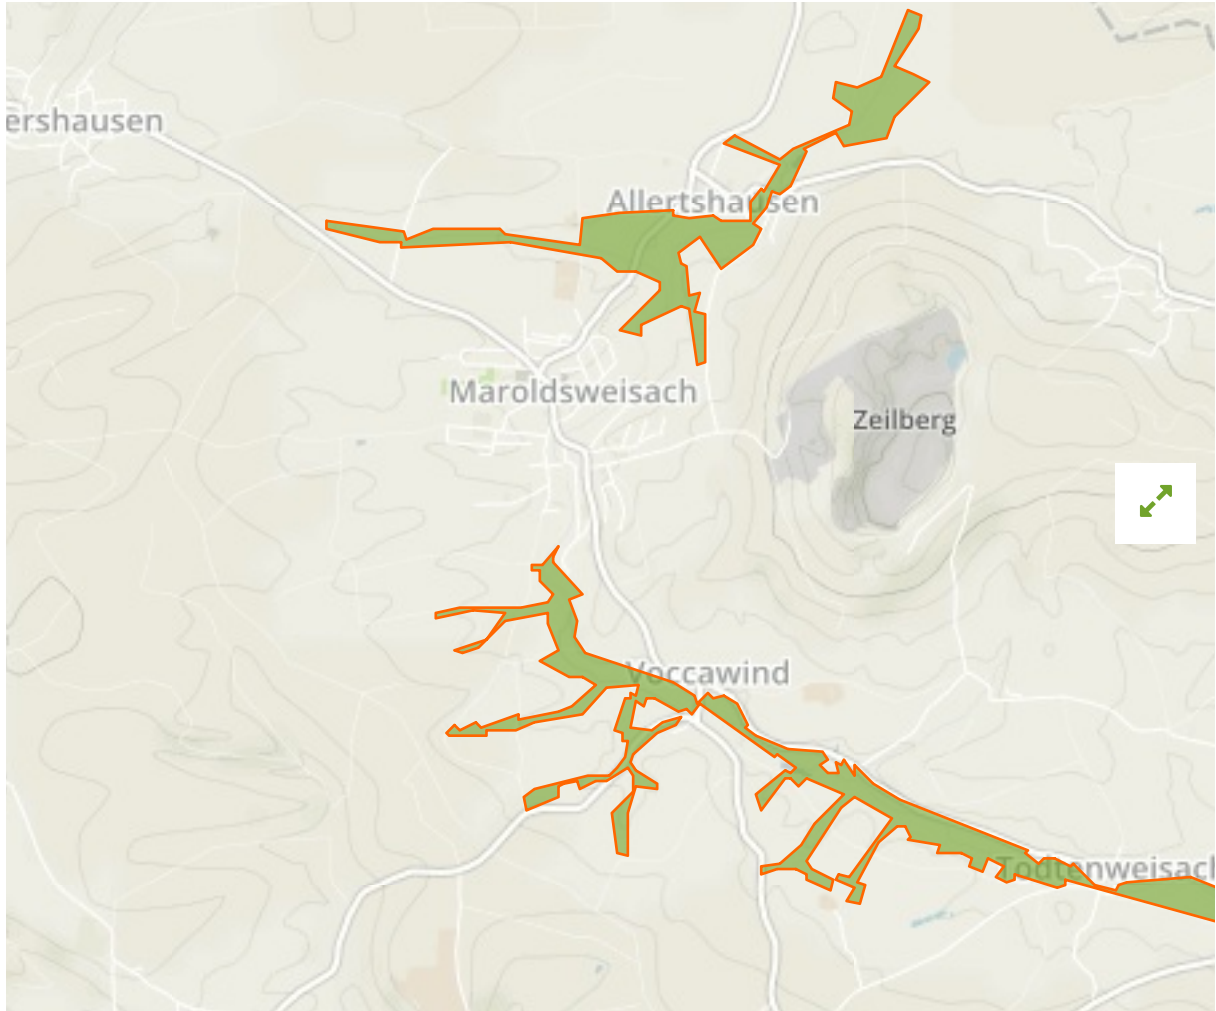 ershausen
Allertshausen
Maroldsweisach
Zeilberg
Voccawind
Todtenweisach